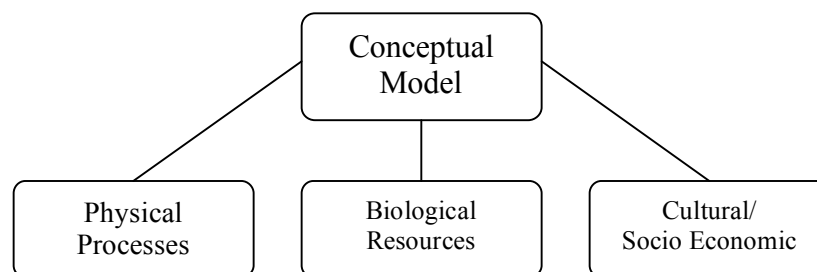 Conceptual
Model
Physical
Processes
Biological
Resources
Cultural/
Socio Economic